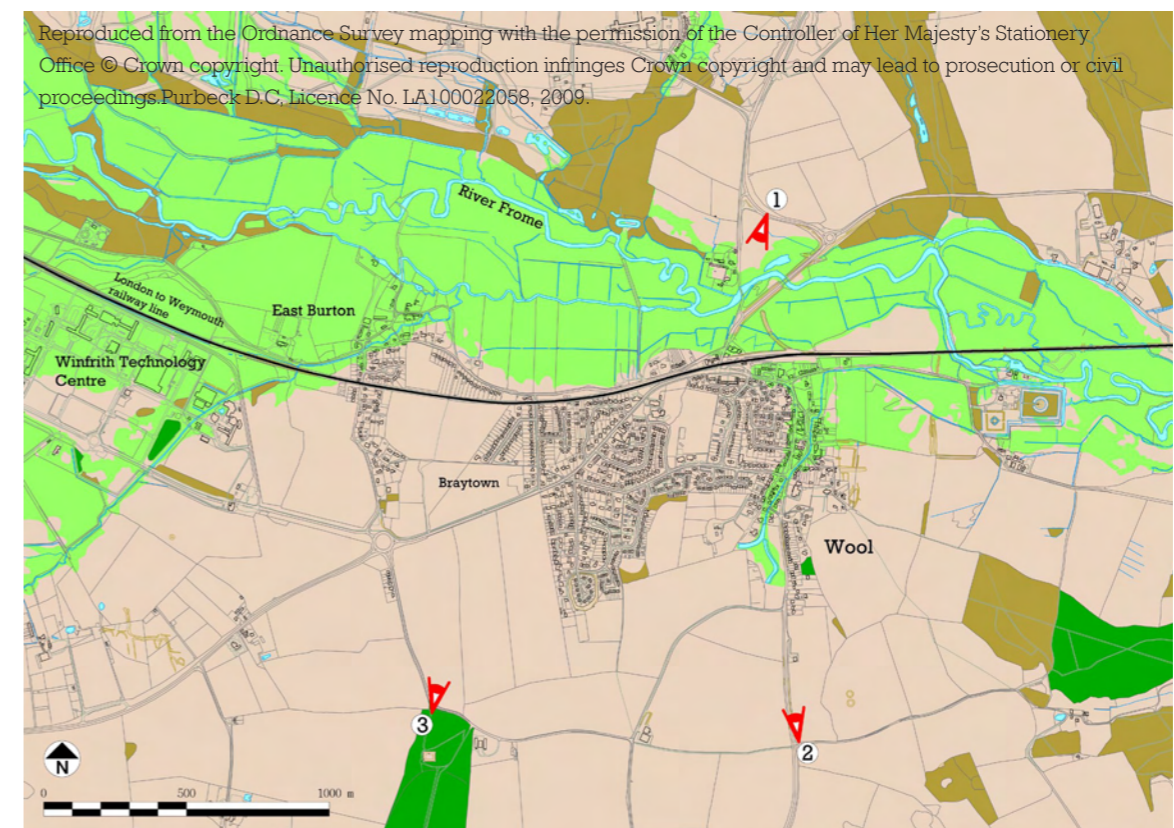 Reproduced from the Ordnance Survey mapping with the permission of the Controller of Her Majesty's Stationery
Office © Crown copyright. Unauthorised reproduction infringes Crown copyright and may lead to prosecution or civil
proceedings.Purbeck D.C, Licence No. LA100022058, 2009.
1
River Frome
London to Weymouth
railway line
East Burton
Winfrith Technology
Centre
Braytown
Wool
3
2
N
0 500 1000 m